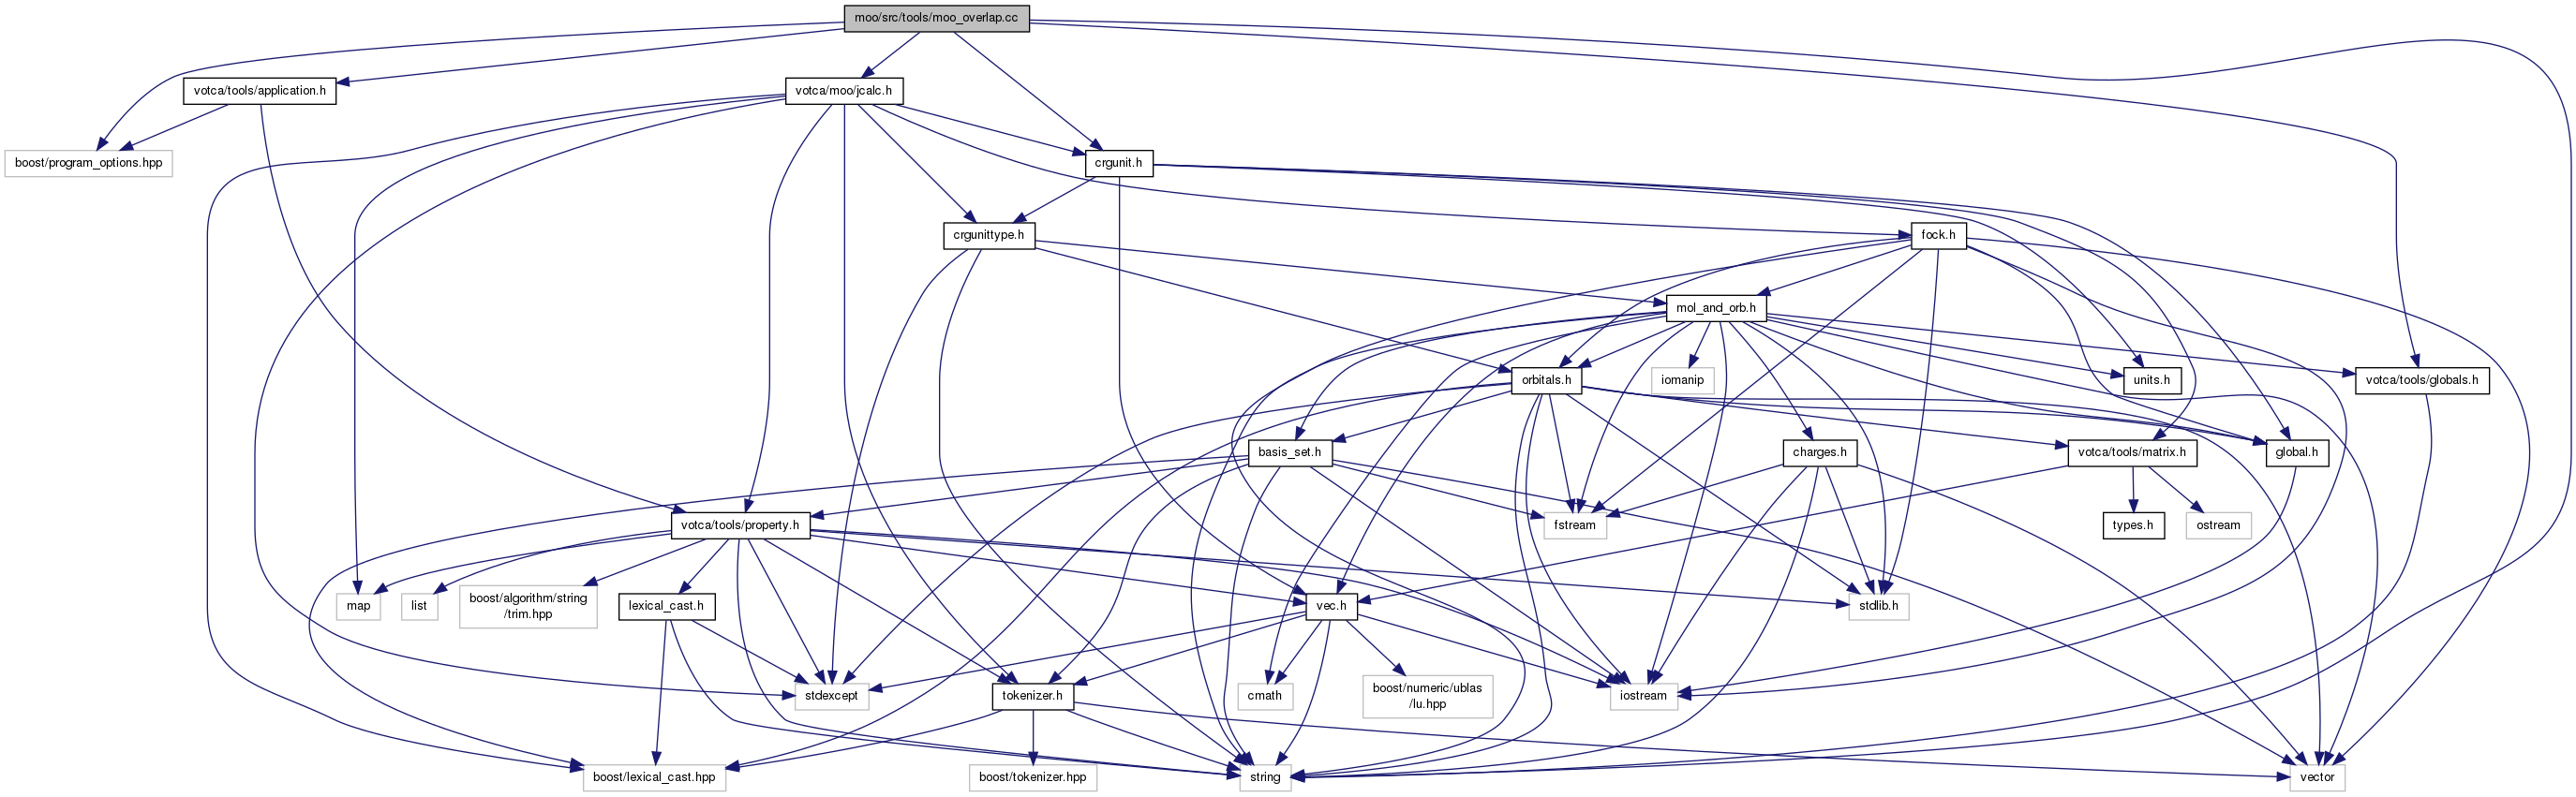 moo/src/tools/moo_overlap.cc
votca/tools/application.h
votca/moo/jcalc.h
boost/program_options.hpp
crgunit.h
crgunittype.h
fock.h
mol_and_orb.h
orbitals.h
iomanip
units.h
votca/tools/globals.h
basis_set.h
charges.h
votca/tools/matrix.h
global.h
votca/tools/property.h
fstream
types.h
ostream
map
list
boost/algorithm/string
/trim.hpp
lexical_cast.h
vec.h
stdlib.h
stdexcept
tokenizer.h
cmath
boost/numeric/ublas
/lu.hpp
iostream
boost/lexical_cast.hpp
boost/tokenizer.hpp
string
vector